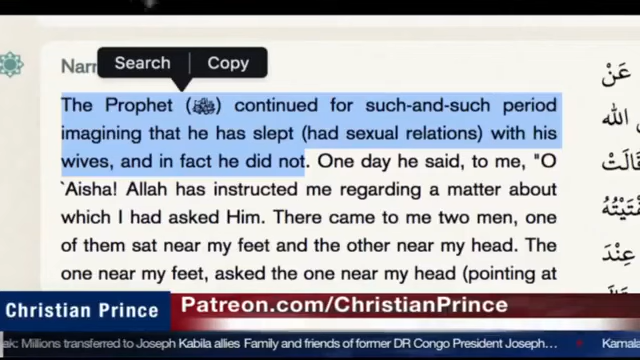 Search
Copy
Narr
The Prophet (ﷺ) continued for such-and-such period
imagining that he has slept (had sexual relations) with his
wives, and in fact he did not. One day he said, to me, "O
`Aisha! Allah has instructed me regarding a matter about
which I had asked Him. There came to me two men, one
of them sat near my feet and the other near my head. The
one near my feet, asked the one near my head (pointing at
عَنْ
الله
قَالَتْ
عِنْدَ
Christian Prince
Patreon.com/ChristianPrince
ak: Millions transferred to Joseph Kabila allies Family and friends of former DR Congo President Joseph...
Kamala